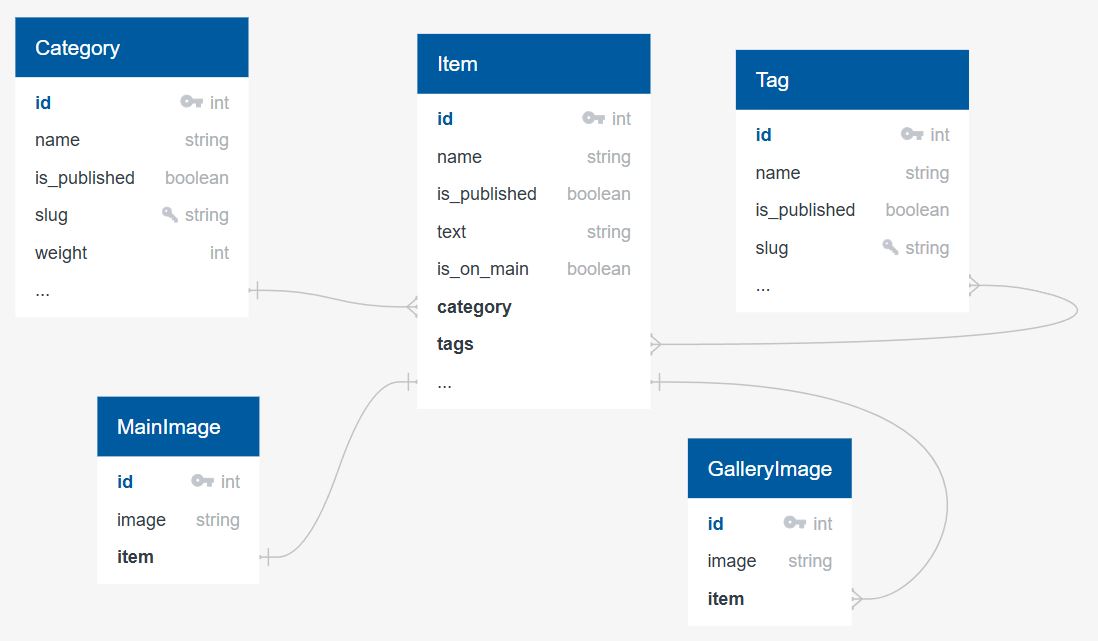 Category
id int
name string
is_published boolean
slug string
weight int
...
Item
id int
name string
is_published boolean
text string
is_on_main boolean
category
tags
...
Tag
id int
name string
is_published boolean
slug string
...
MainImage
id int
image string
item
GalleryImage
id int
image string
item